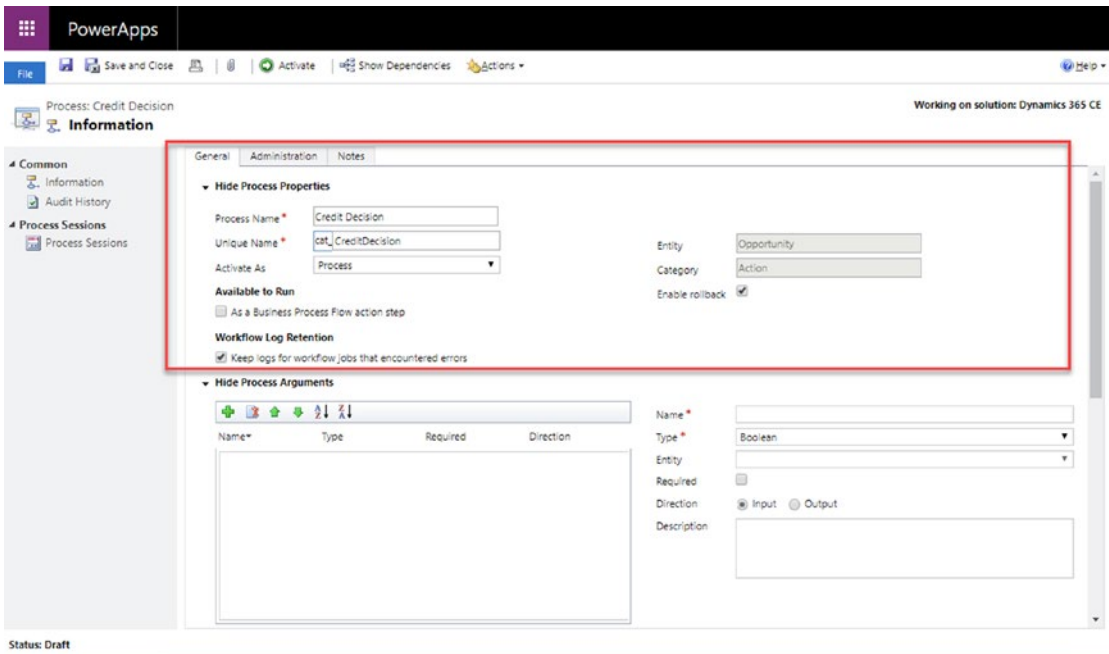 PowerApps
File Save and Close Activate Show Dependencies Actions Help
Process: Credit Decision
Information
Working on solution: Dynamics 365 CE
Common
Information
Audit History
Process Sessions
Process Sessions
General Administration Notes
Hide Process Properties
Process Name* Credit Decision
Unique Name* cat_ CreditDecision
Activate As Process
Entity Opportunity
Category Action
Enable rollback
Available to Run
As a Business Process Flow action step
Workflow Log Retention
Keep logs for workflow jobs that encountered errors
Hide Process Arguments
Name Type Required Direction
Name*
Type* Boolean
Entity
Required
Direction Input Output
Description
Status: Draft